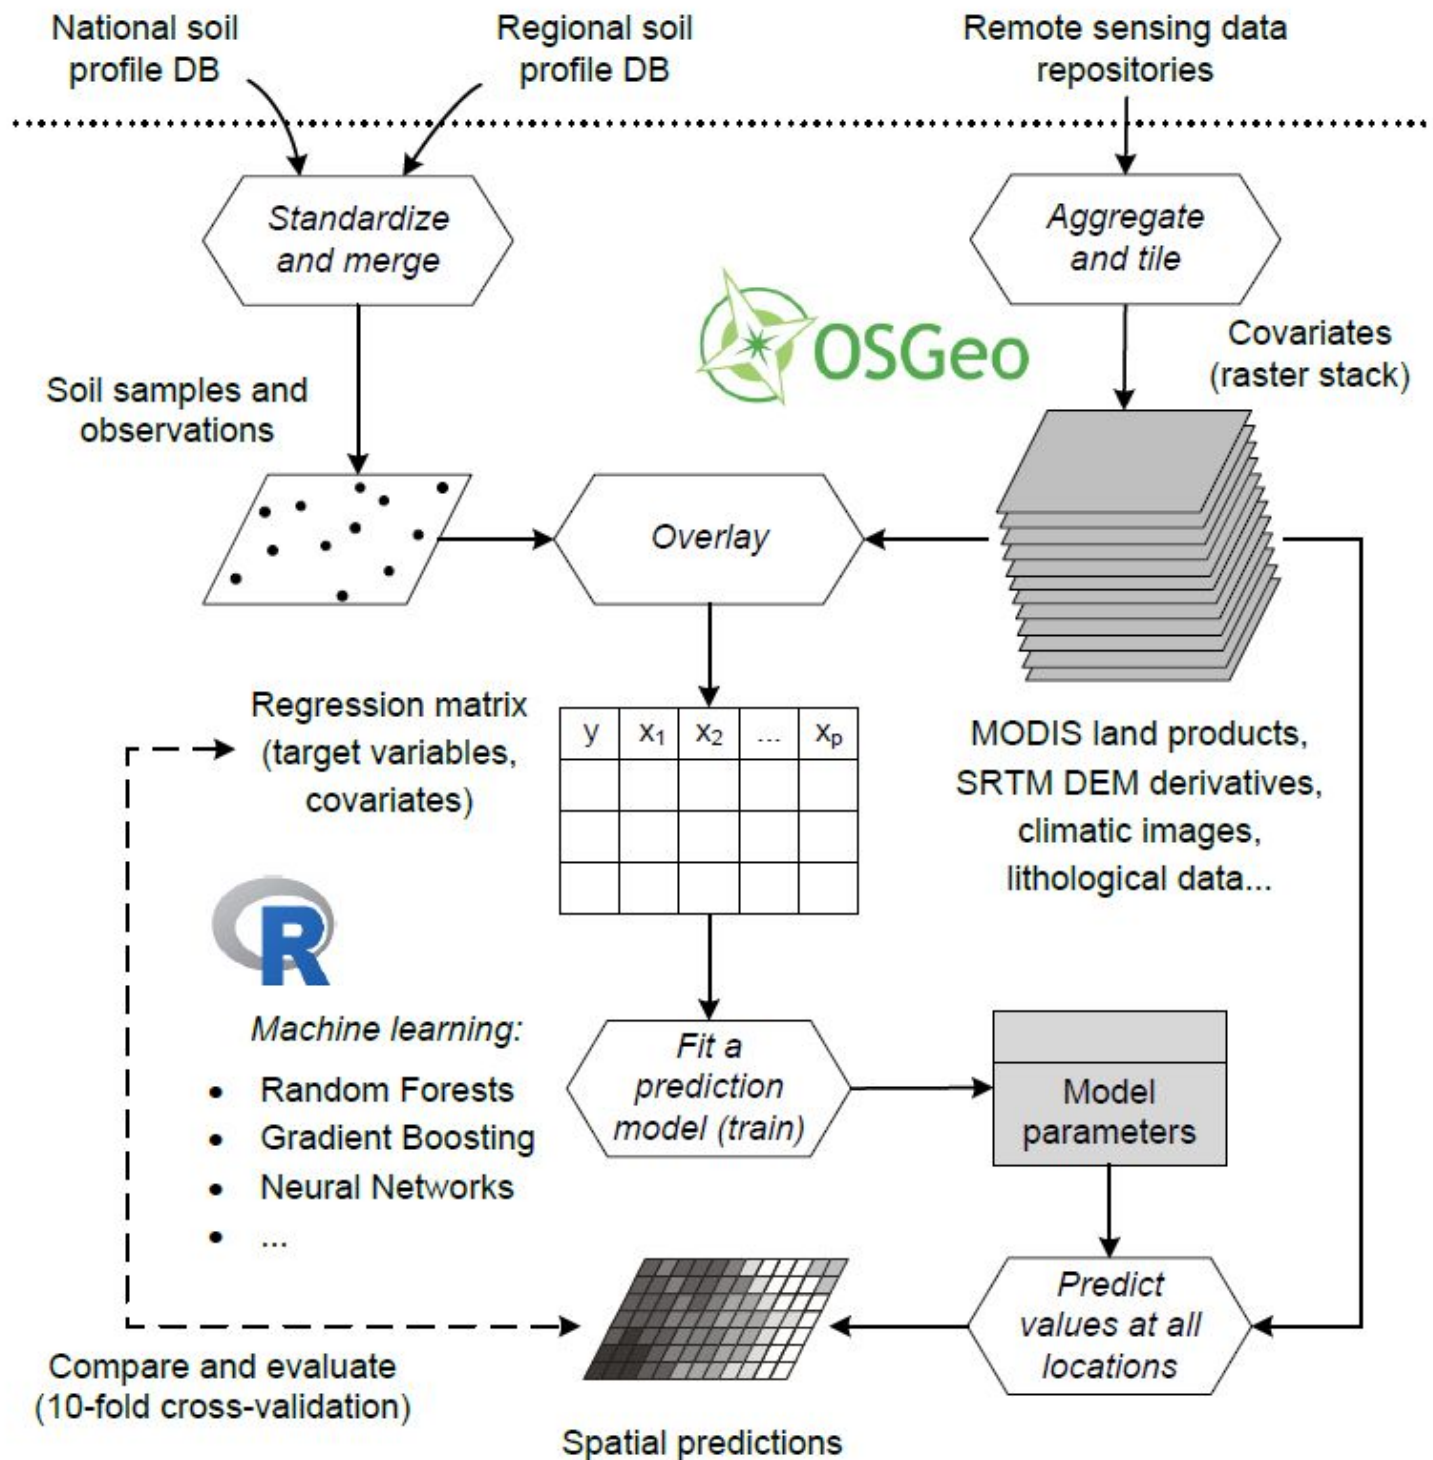 National soil
profile DB
Regional soil
profile DB
Remote sensing data
repositories
Standardize
and merge
Aggregate
and tile
OSGeo
Covariates
(raster stack)
Soil samples and
observations
Overlay
Regression matrix
(target variables,
covariates)
y x₁ x₂ ... xₚ
MODIS land products,
SRTM DEM derivatives,
climatic images,
lithological data...
R
Machine learning:
• Random Forests
• Gradient Boosting
• Neural Networks
• ...
Fit a
prediction
model (train)
Model
parameters
Predict
values at all
locations
Compare and evaluate
(10-fold cross-validation)
Spatial predictions